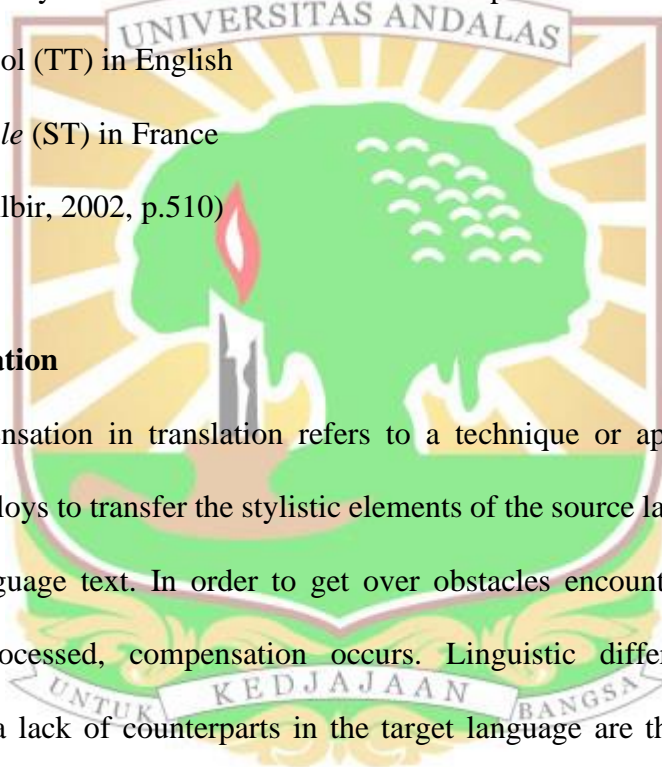 UNIVERSITAS ANDALAS
ol (TT) in English
le (ST) in France
lbir, 2002, p.510)
ation
ensation in translation refers to a technique or ap
loys to transfer the stylistic elements of the source la
guage text. In order to get over obstacles encount
ocessed, compensation occurs. Linguistic differ
a lack of counterparts in the target language are th
UNTUK KEDJAJAAN BANGSA